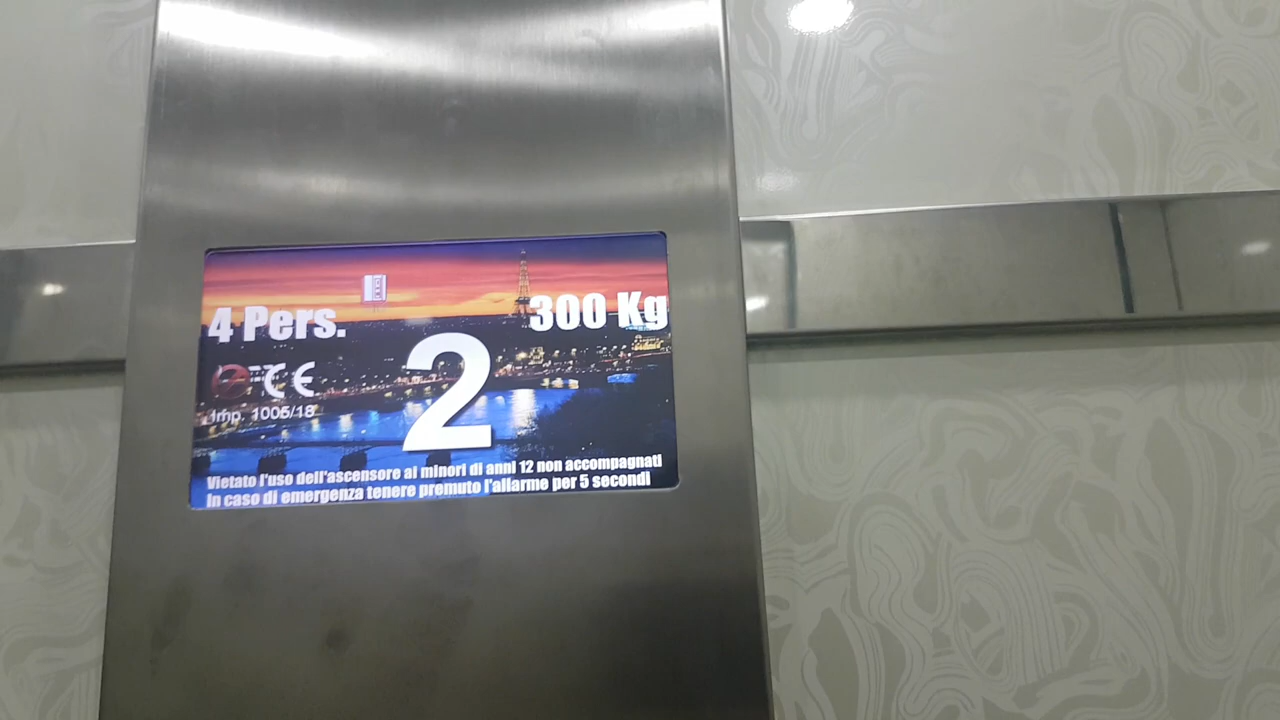 4 Pers.
300 Kg
2
CE
Imp. 1005/18
Vietato l'uso dell'ascensore ai minori di anni 12 non accompagnati
In caso di emergenza tenere premuto l'allarme per 5 secondi